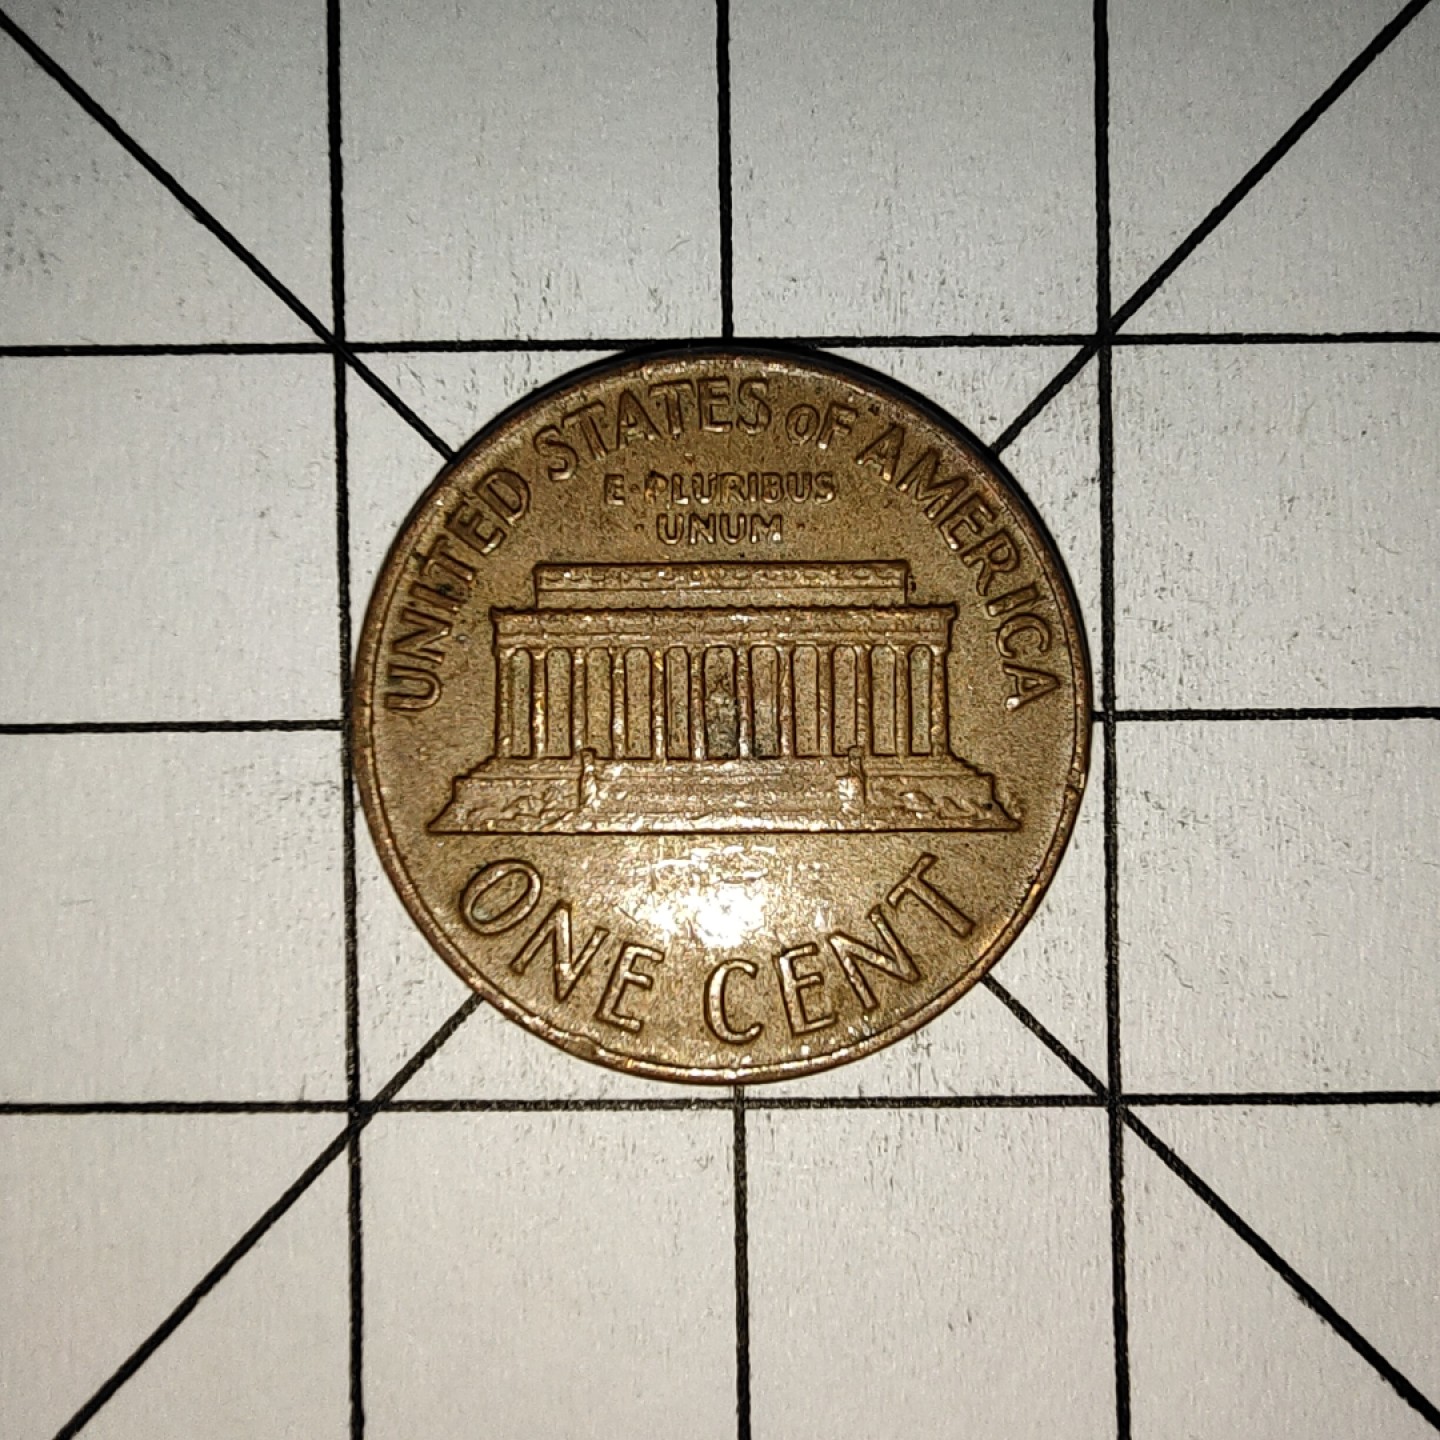 UNITED STATES OF AMERICA
E·PLURIBUS
·UNUM·
ONE CENT